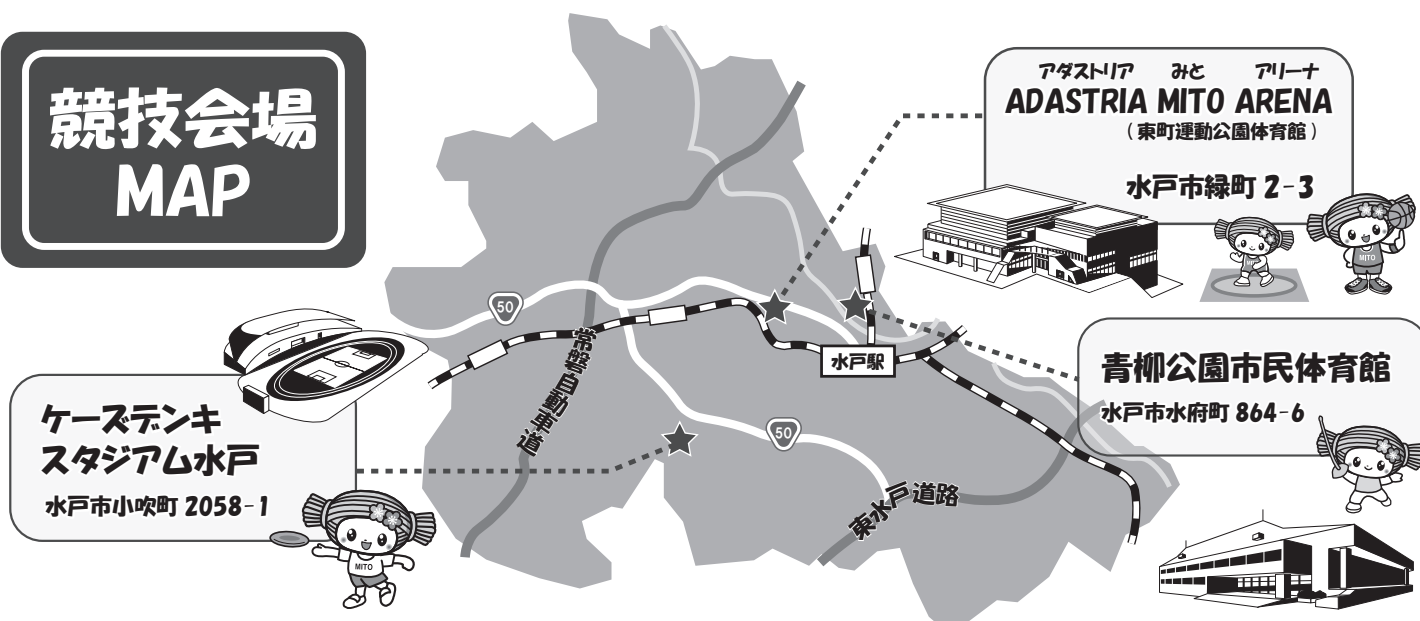 競技会場
MAP
アダストリア みと アリーナ
ADASTRIA MITO ARENA
(東町運動公園体育館)
水戸市緑町 2-3
MITO
MITO
50
常磐自動車道
水戸駅
青柳公園市民体育館
水戸市水府町 864-6
ケーズデンキ
スタジアム水戸
水戸市小吹町 2058-1
MITO
50
東水戸道路